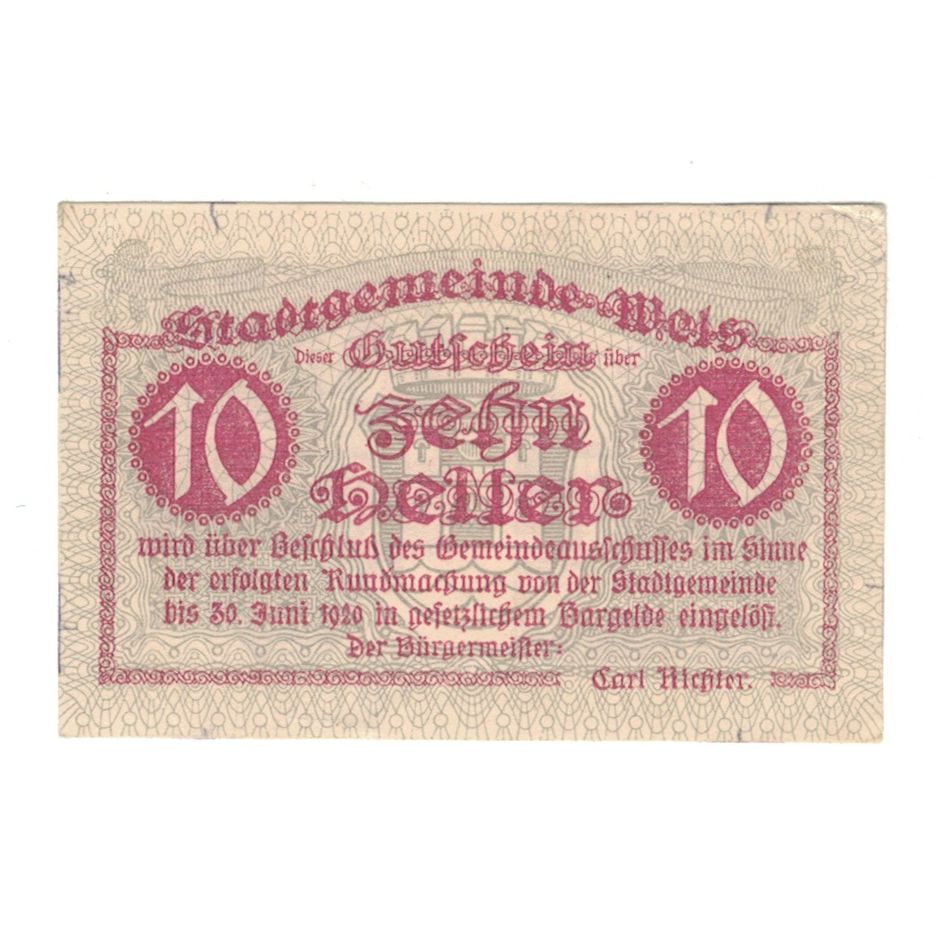 Stadtgemeinde Wels
Dieser Gutschein über
10 zehn 10
Heller
wird über Beschluß des Gemeindeausschusses im Sinne
der erfolgten Kundmachung von der Stadtgemeinde
bis 30. Juni 1920 in gesetzlichem Bargelde eingelöst.
Der Bürgermeister:
Carl Richter.